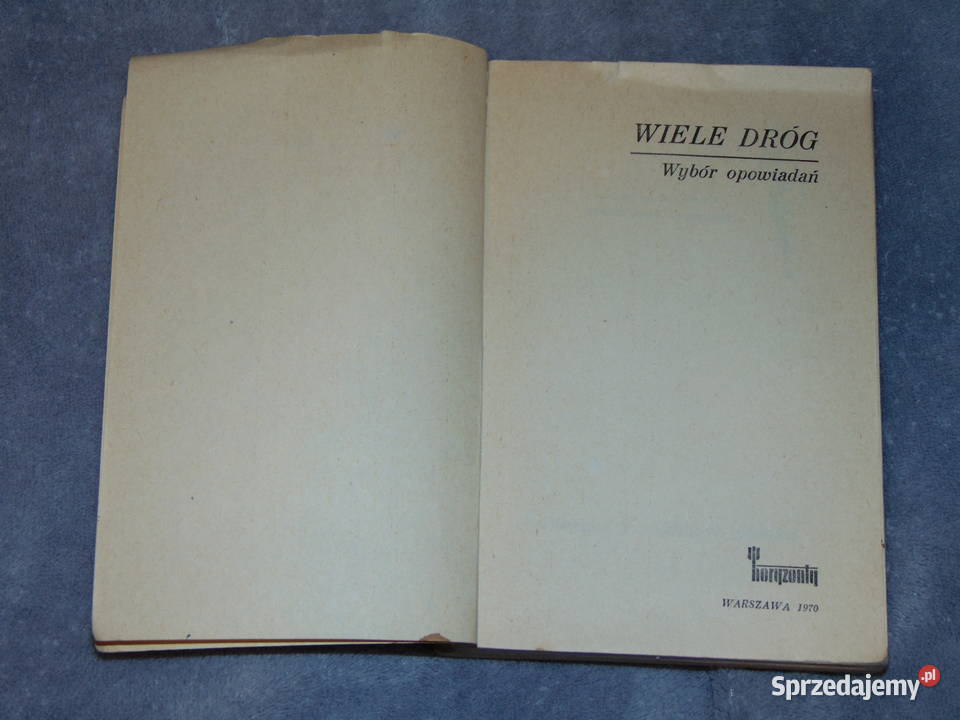 WIELE DRÓG
Wybór opowiadań
horyzonty
WARSZAWA 1970
Sprzedajemy.pl